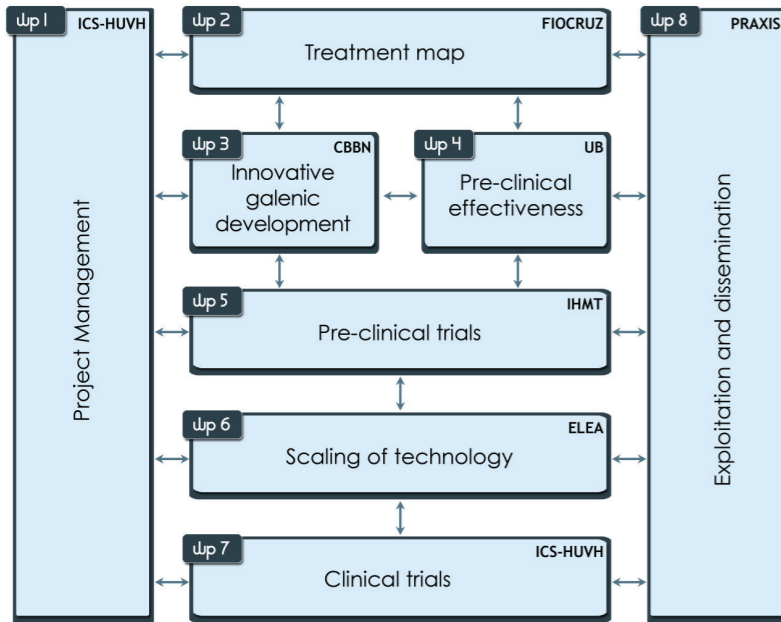 wp 1
ICS-HUVH
Project Management
wp 2
FIOCRUZ
Treatment map
wp 3
CBBN
Innovative
galenic
development
wp 4
UB
Pre-clinical
effectiveness
wp 5
IHMT
Pre-clinical trials
wp 6
ELEA
Scaling of technology
wp 7
ICS-HUVH
Clinical trials
wp 8
PRAXIS
Exploitation and dissemination